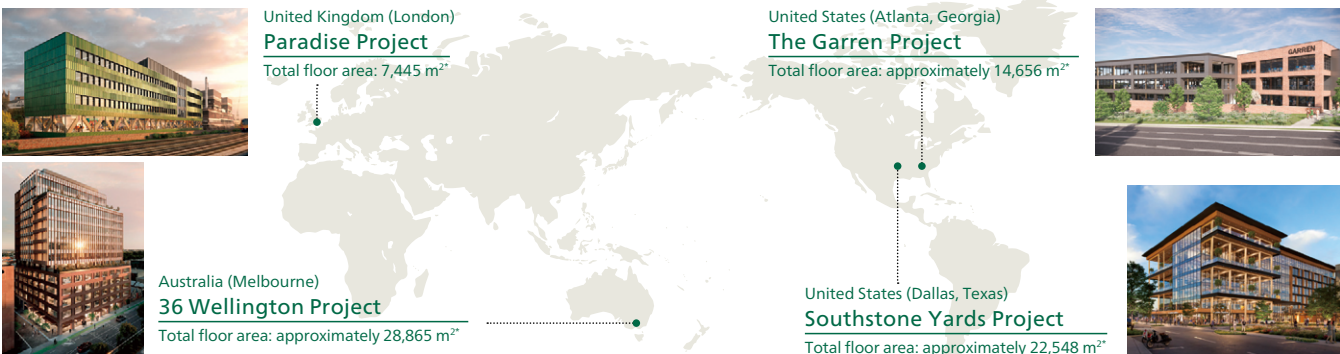 United Kingdom (London)
Paradise Project
Total floor area: 7,445 m²*
United States (Atlanta, Georgia)
The Garren Project
Total floor area: approximately 14,656 m²*
GARREN
Australia (Melbourne)
36 Wellington Project
Total floor area: approximately 28,865 m²*
United States (Dallas, Texas)
Southstone Yards Project
Total floor area: approximately 22,548 m²*